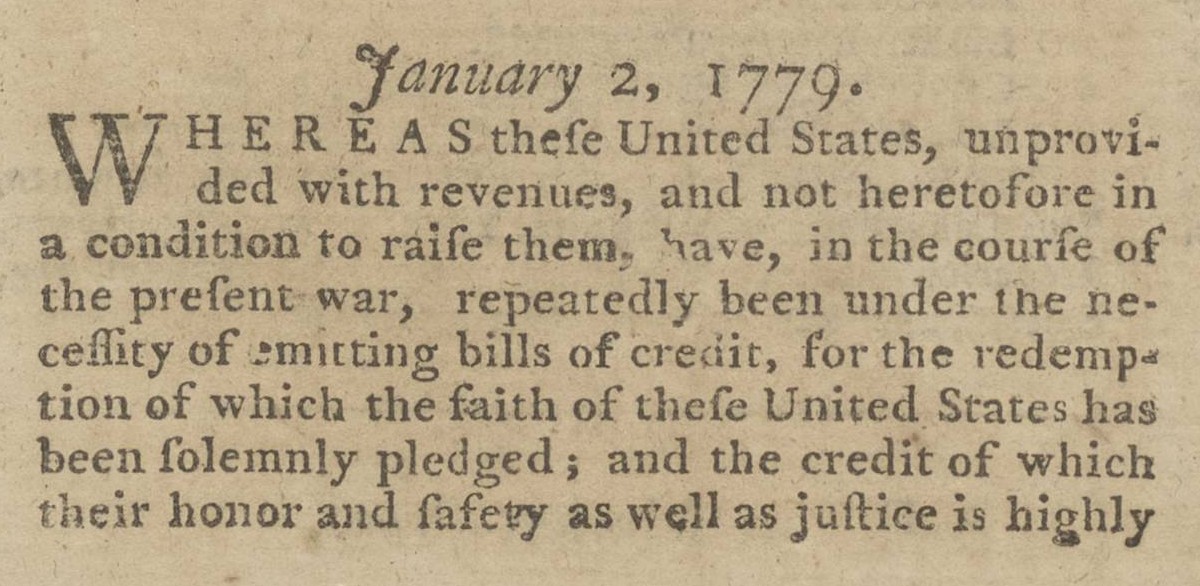 January 2, 1779.
WHEREAS theſe United States, unprovi-
ded with revenues, and not heretofore in
a condition to raiſe them, have, in the courſe of
the preſent war, repeatedly been under the ne-
ceſſity of emitting bills of credit, for the redemp-
tion of which the faith of theſe United States has
been ſolemnly pledged; and the credit of which
their honor and ſafety as well as juſtice is highly